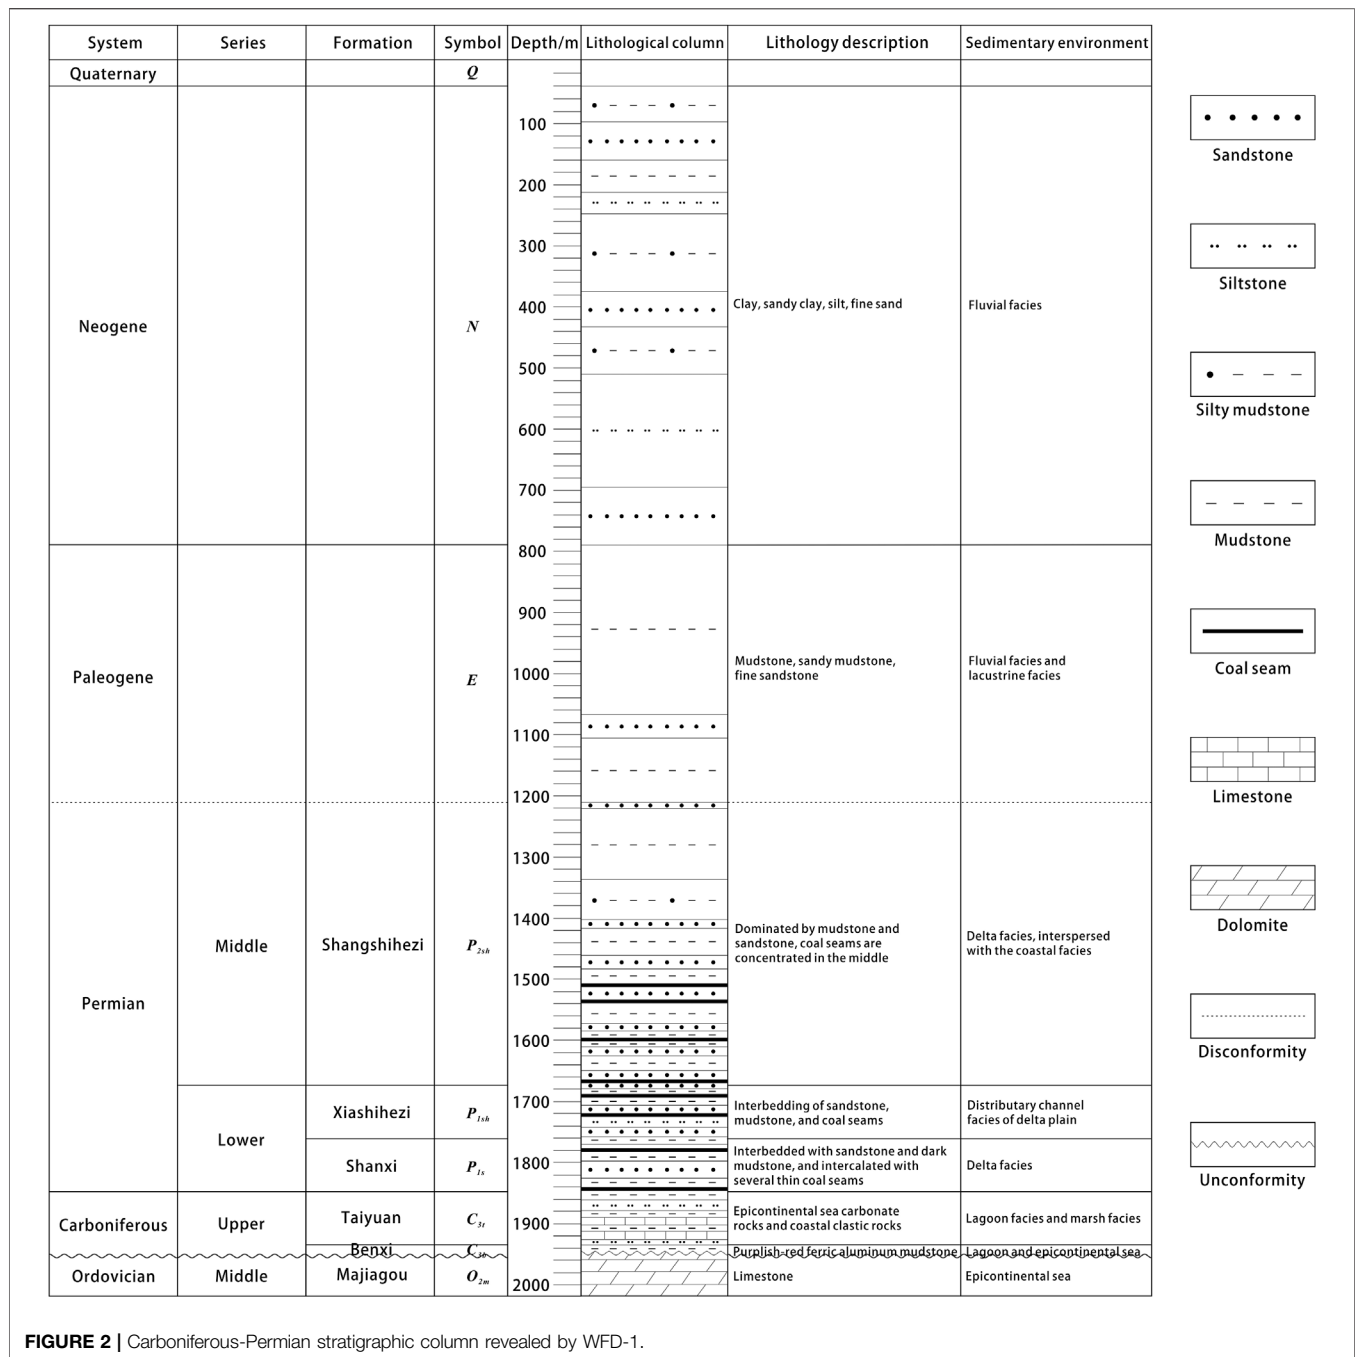 System Series Formation Symbol Depth/m Lithological column Lithology description Sedimentary environment
Quaternary Q
100
200
300
400
500
600
700
Neogene N
Clay, sandy clay, silt, fine sand
Fluvial facies
800
900
1000
1100
1200
Paleogene E
Mudstone, sandy mudstone,
fine sandstone
Fluvial facies and
lacustrine facies
1300
1400
1500
1600
Permian
Middle Shangshihezi P2sh
Dominated by mudstone and
sandstone, coal seams are
concentrated in the middle
Delta facies, interspersed
with the coastal facies
1700
Lower
Xiashihezi P1sh
Interbedding of sandstone,
mudstone, and coal seams
Distributary channel
facies of delta plain
1800
Shanxi P1s
Interbedded with sandstone and dark
mudstone, and intercalated with
several thin coal seams
Delta facies
1900
Carboniferous Upper
Taiyuan C3t
Epicontinental sea carbonate
rocks and coastal clastic rocks
Lagoon facies and marsh facies
Benxi C3b Purplish-red ferric aluminum mudstone Lagoon and epicontinental sea
Ordovician Middle Majiagou O2m 2000 Limestone Epicontinental sea
Sandstone
Siltstone
Silty mudstone
Mudstone
Coal seam
Limestone
Dolomite
Disconformity
Unconformity
FIGURE 2 | Carboniferous-Permian stratigraphic column revealed by WFD-1.